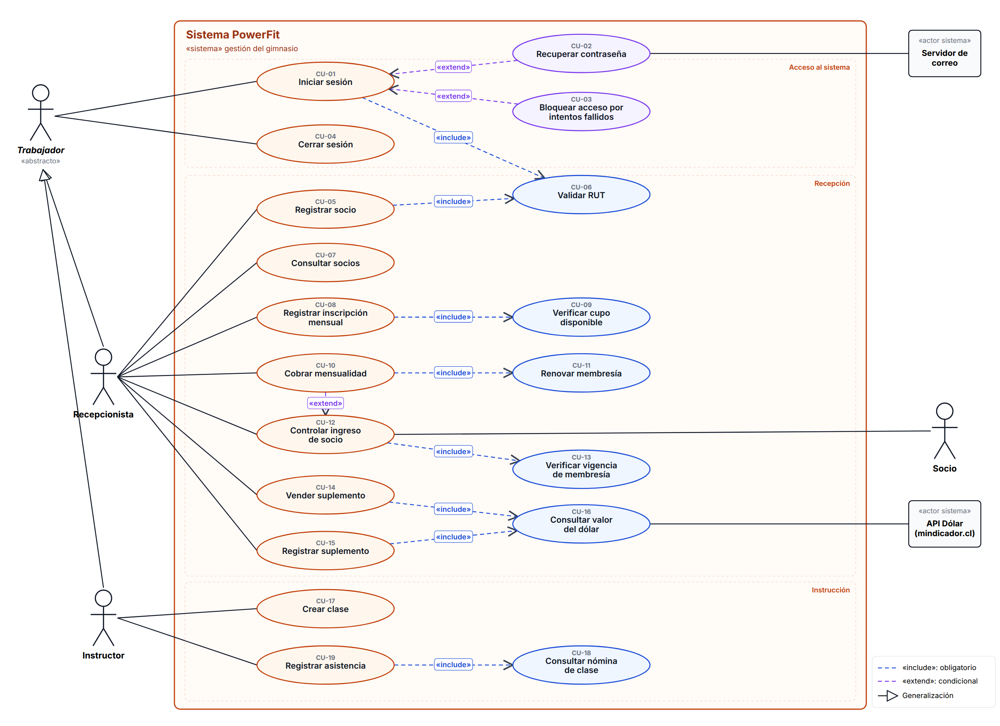 Sistema PowerFit
«sistema» gestión del gimnasio
Acceso al sistema
CU-01
Iniciar sesión
«extend»
CU-02
Recuperar contraseña
«actor sistema»
Servidor de
correo
«extend»
CU-03
Bloquear acceso por
intentos fallidos
«include»
CU-04
Cerrar sesión
Trabajador
«abstracto»
Recepción
CU-05
Registrar socio
«include»
CU-06
Validar RUT
CU-07
Consultar socios
CU-08
Registrar inscripción
mensual
«include»
CU-09
Verificar cupo
disponible
CU-10
Cobrar mensualidad
«include»
CU-11
Renovar membresía
«extend»
Recepcionista
CU-12
Controlar ingreso
de socio
«include»
CU-13
Verificar vigencia
de membresía
Socio
CU-14
Vender suplemento
«include»
CU-16
Consultar valor
del dólar
«actor sistema»
API Dólar
(mindicador.cl)
CU-15
Registrar suplemento
«include»
Instrucción
CU-17
Crear clase
Instructor
CU-19
Registrar asistencia
«include»
CU-18
Consultar nómina
de clase
«include»: obligatorio
«extend»: condicional
Generalización